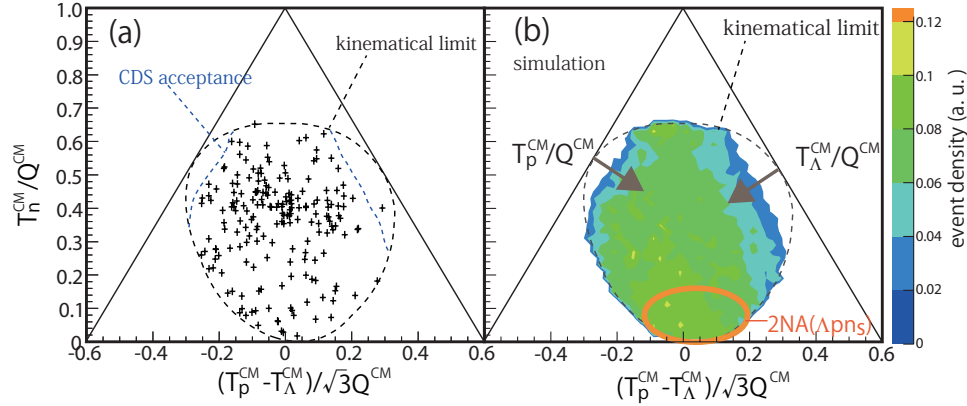 (a)
kinematical limit
CDS acceptance
T_n^CM/Q^CM
1.0
0.9
0.8
0.7
0.6
0.5
0.4
0.3
0.2
0.1
0
-0.6 -0.4 -0.2 0 0.2 0.4 0.6
(T_p^CM-T_Λ^CM)/√3Q^CM
(b)
kinematical limit
simulation
T_p^CM/Q^CM
T_Λ^CM/Q^CM
2NA(Λpn_s)
-0.4 -0.2 0 0.2 0.4 0.6
(T_p^CM-T_Λ^CM)/√3Q^CM
0.12
0.1
0.08
0.06
0.04
0.02
0
event density (a. u.)